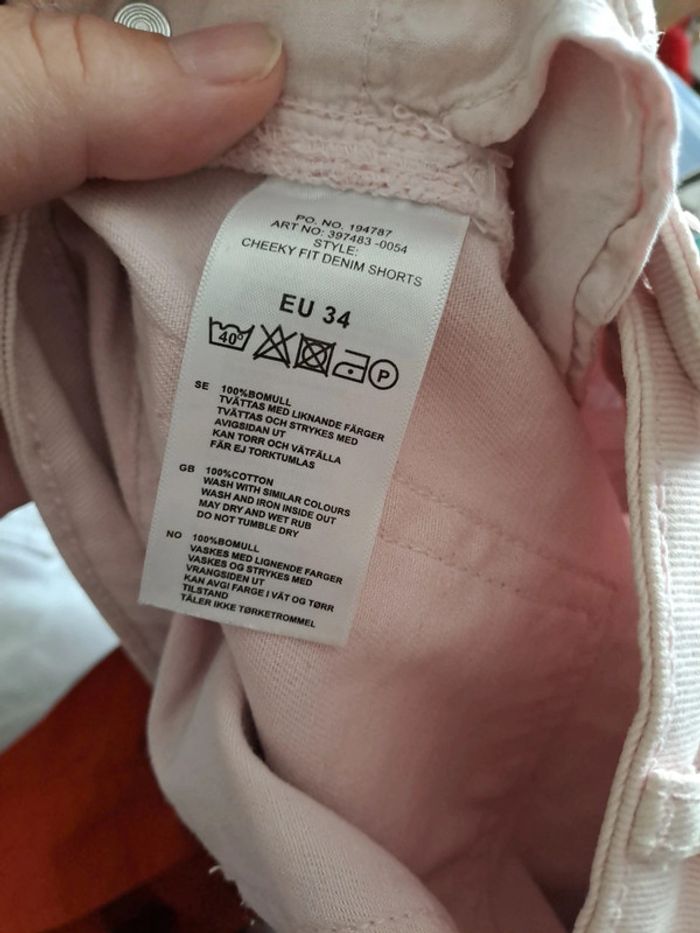 PO. NO. 194787
ART NO: 397483 -0054
STYLE:
CHEEKY FIT DENIM SHORTS
EU 34
40° P
SE 100%BOMULL
TVÄTTAS MED LIKNANDE FÄRGER
TVÄTTAS OCH STRYKES MED
AVIGSIDAN UT
KAN TORR OCH VÄTFÄLLA
FÄR EJ TORKTUMLAS
GB 100%COTTON
WASH WITH SIMILAR COLOURS
WASH AND IRON INSIDE OUT
MAY DRY AND WET RUB
DO NOT TUMBLE DRY
NO 100%BOMULL
VASKES MED LIGNENDE FARGER
VASKES OG STRYKES MED
VRANGSIDEN UT
KAN AVGI FARGE I VÅT OG TØRR
TILSTAND
TÅLER IKKE TØRKETROMMEL